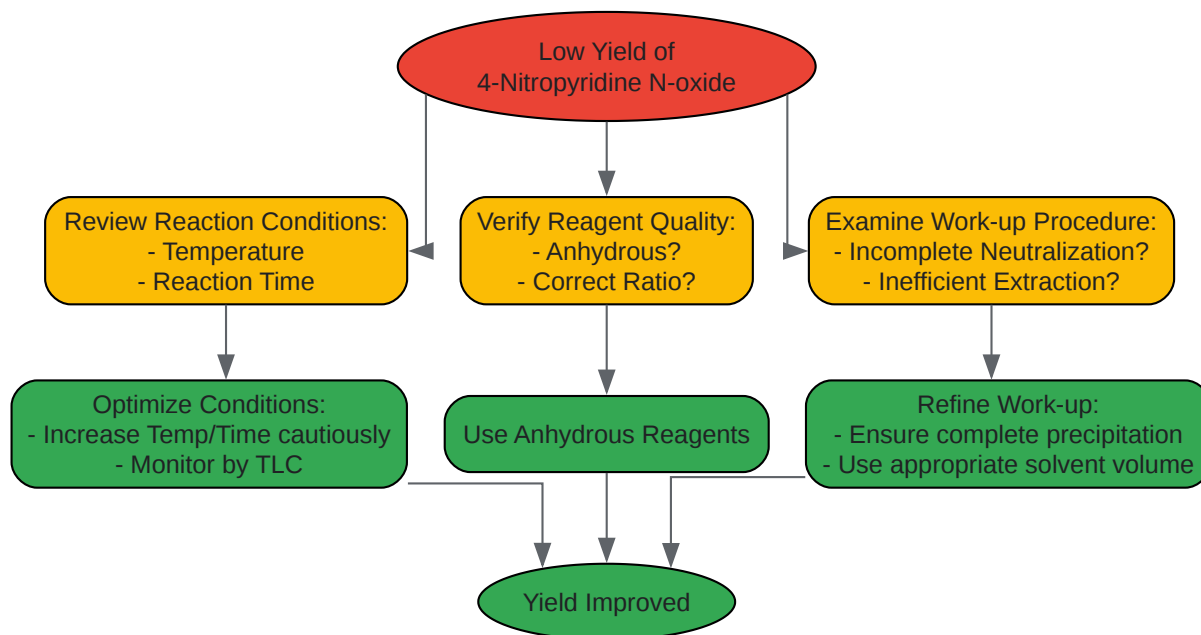 Low Yield of
4-Nitropyridine N-oxide
Review Reaction Conditions:
- Temperature
- Reaction Time
Verify Reagent Quality:
- Anhydrous?
- Correct Ratio?
Examine Work-up Procedure:
- Incomplete Neutralization?
- Inefficient Extraction?
Optimize Conditions:
- Increase Temp/Time cautiously
- Monitor by TLC
Use Anhydrous Reagents
Refine Work-up:
- Ensure complete precipitation
- Use appropriate solvent volume
Yield Improved